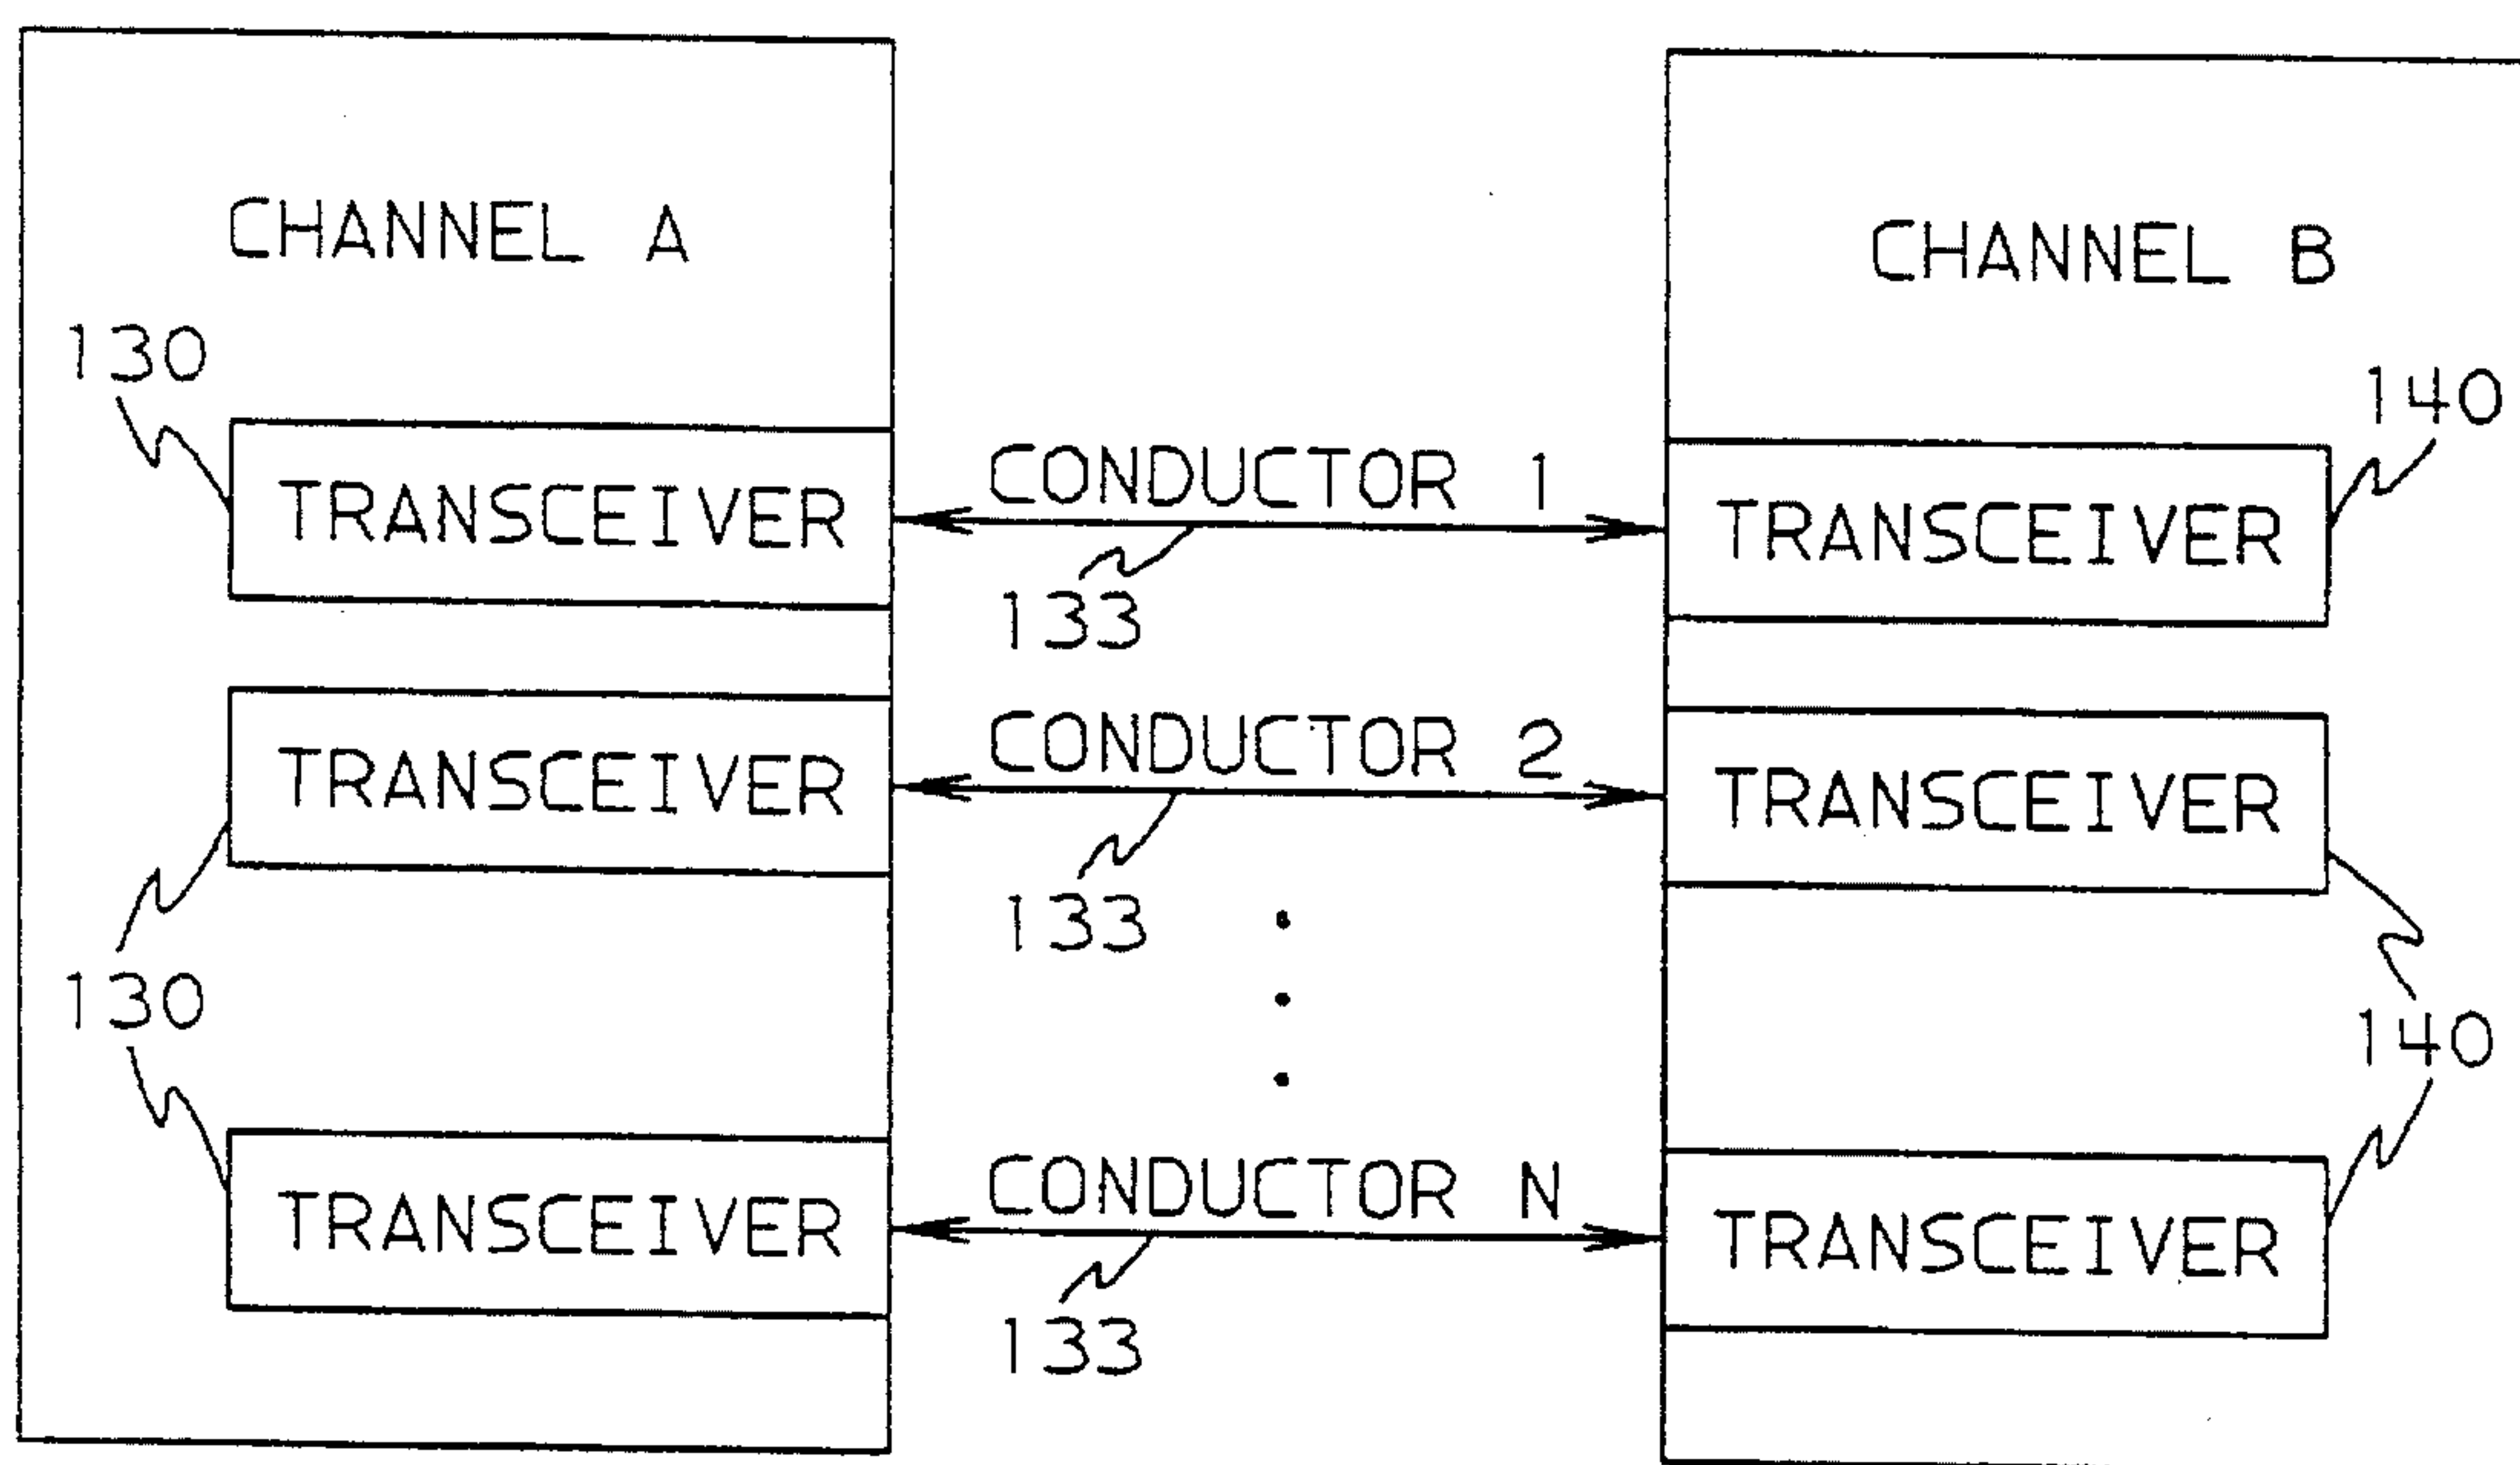 CHANNEL A
CHANNEL B
130
140
CONDUCTOR 1
TRANSCEIVER
TRANSCEIVER
133
CONDUCTOR 2
TRANSCEIVER
TRANSCEIVER
133
130
140
CONDUCTOR N
TRANSCEIVER
TRANSCEIVER
133